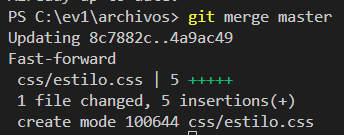 PS C:\ev1\archivos> git merge master
Updating 8c7882c..4a9ac49
Fast-forward
 css/estilo.css | 5 +++++
 1 file changed, 5 insertions(+)
 create mode 100644 css/estilo.css